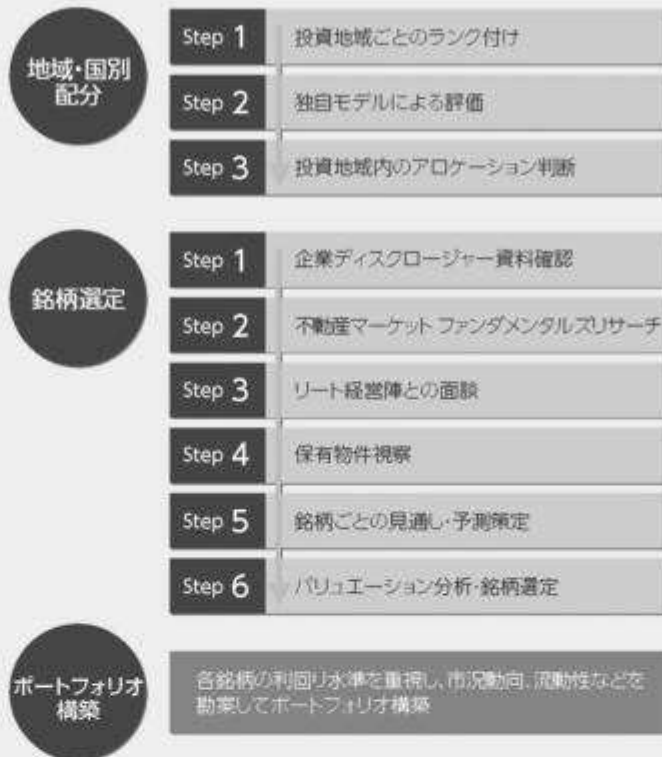 地域・国別
配分
Step 1 投資地域ごとのランク付け
Step 2 独自モデルによる評価
Step 3 投資地域内のアロケーション判断
銘柄選定
Step 1 企業ディスクロージャー資料確認
Step 2 不動産マーケット ファンダメンタルズリサーチ
Step 3 リート経営陣との面談
Step 4 保有物件視察
Step 5 銘柄ごとの見通し・予測策定
Step 6 バリュエーション分析・銘柄選定
ポートフォリオ
構築
各銘柄の利回り水準を重視し、市況動向、流動性などを
勘案してポートフォリオ構築